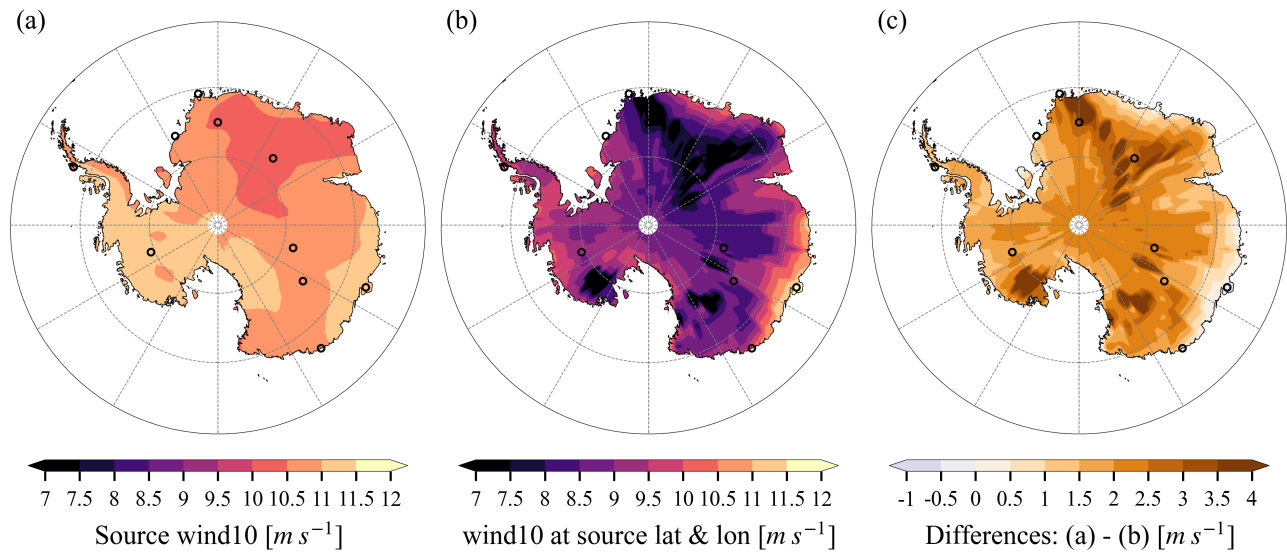 (a)
(b)
(c)
7 7.5 8 8.5 9 9.5 10 10.5 11 11.5 12
Source wind10 [m s⁻¹]
7 7.5 8 8.5 9 9.5 10 10.5 11 11.5 12
wind10 at source lat & lon [m s⁻¹]
-1 -0.5 0 0.5 1 1.5 2 2.5 3 3.5 4
Differences: (a) - (b) [m s⁻¹]